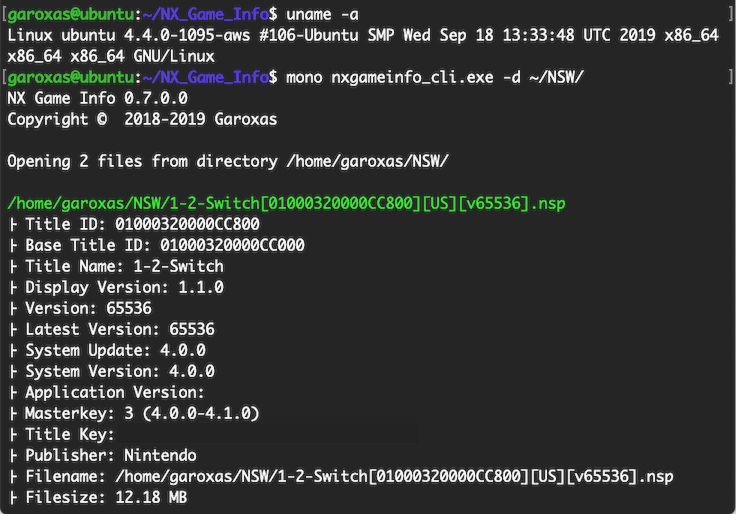 [garoxas@ubuntu:~/NX_Game_Info$ uname -a ]
Linux ubuntu 4.4.0-1095-aws #106-Ubuntu SMP Wed Sep 18 13:33:48 UTC 2019 x86_64
x86_64 x86_64 GNU/Linux
[garoxas@ubuntu:~/NX_Game_Info$ mono nxgameinfo_cli.exe -d ~/NSW/ ]
NX Game Info 0.7.0.0
Copyright © 2018-2019 Garoxas
Opening 2 files from directory /home/garoxas/NSW/
/home/garoxas/NSW/1-2-Switch[01000320000CC800][US][v65536].nsp
├ Title ID: 01000320000CC800
├ Base Title ID: 01000320000CC000
├ Title Name: 1-2-Switch
├ Display Version: 1.1.0
├ Version: 65536
├ Latest Version: 65536
├ System Update: 4.0.0
├ System Version: 4.0.0
├ Application Version:
├ Masterkey: 3 (4.0.0-4.1.0)
├ Title Key:
├ Publisher: Nintendo
├ Filename: /home/garoxas/NSW/1-2-Switch[01000320000CC800][US][v65536].nsp
├ Filesize: 12.18 MB